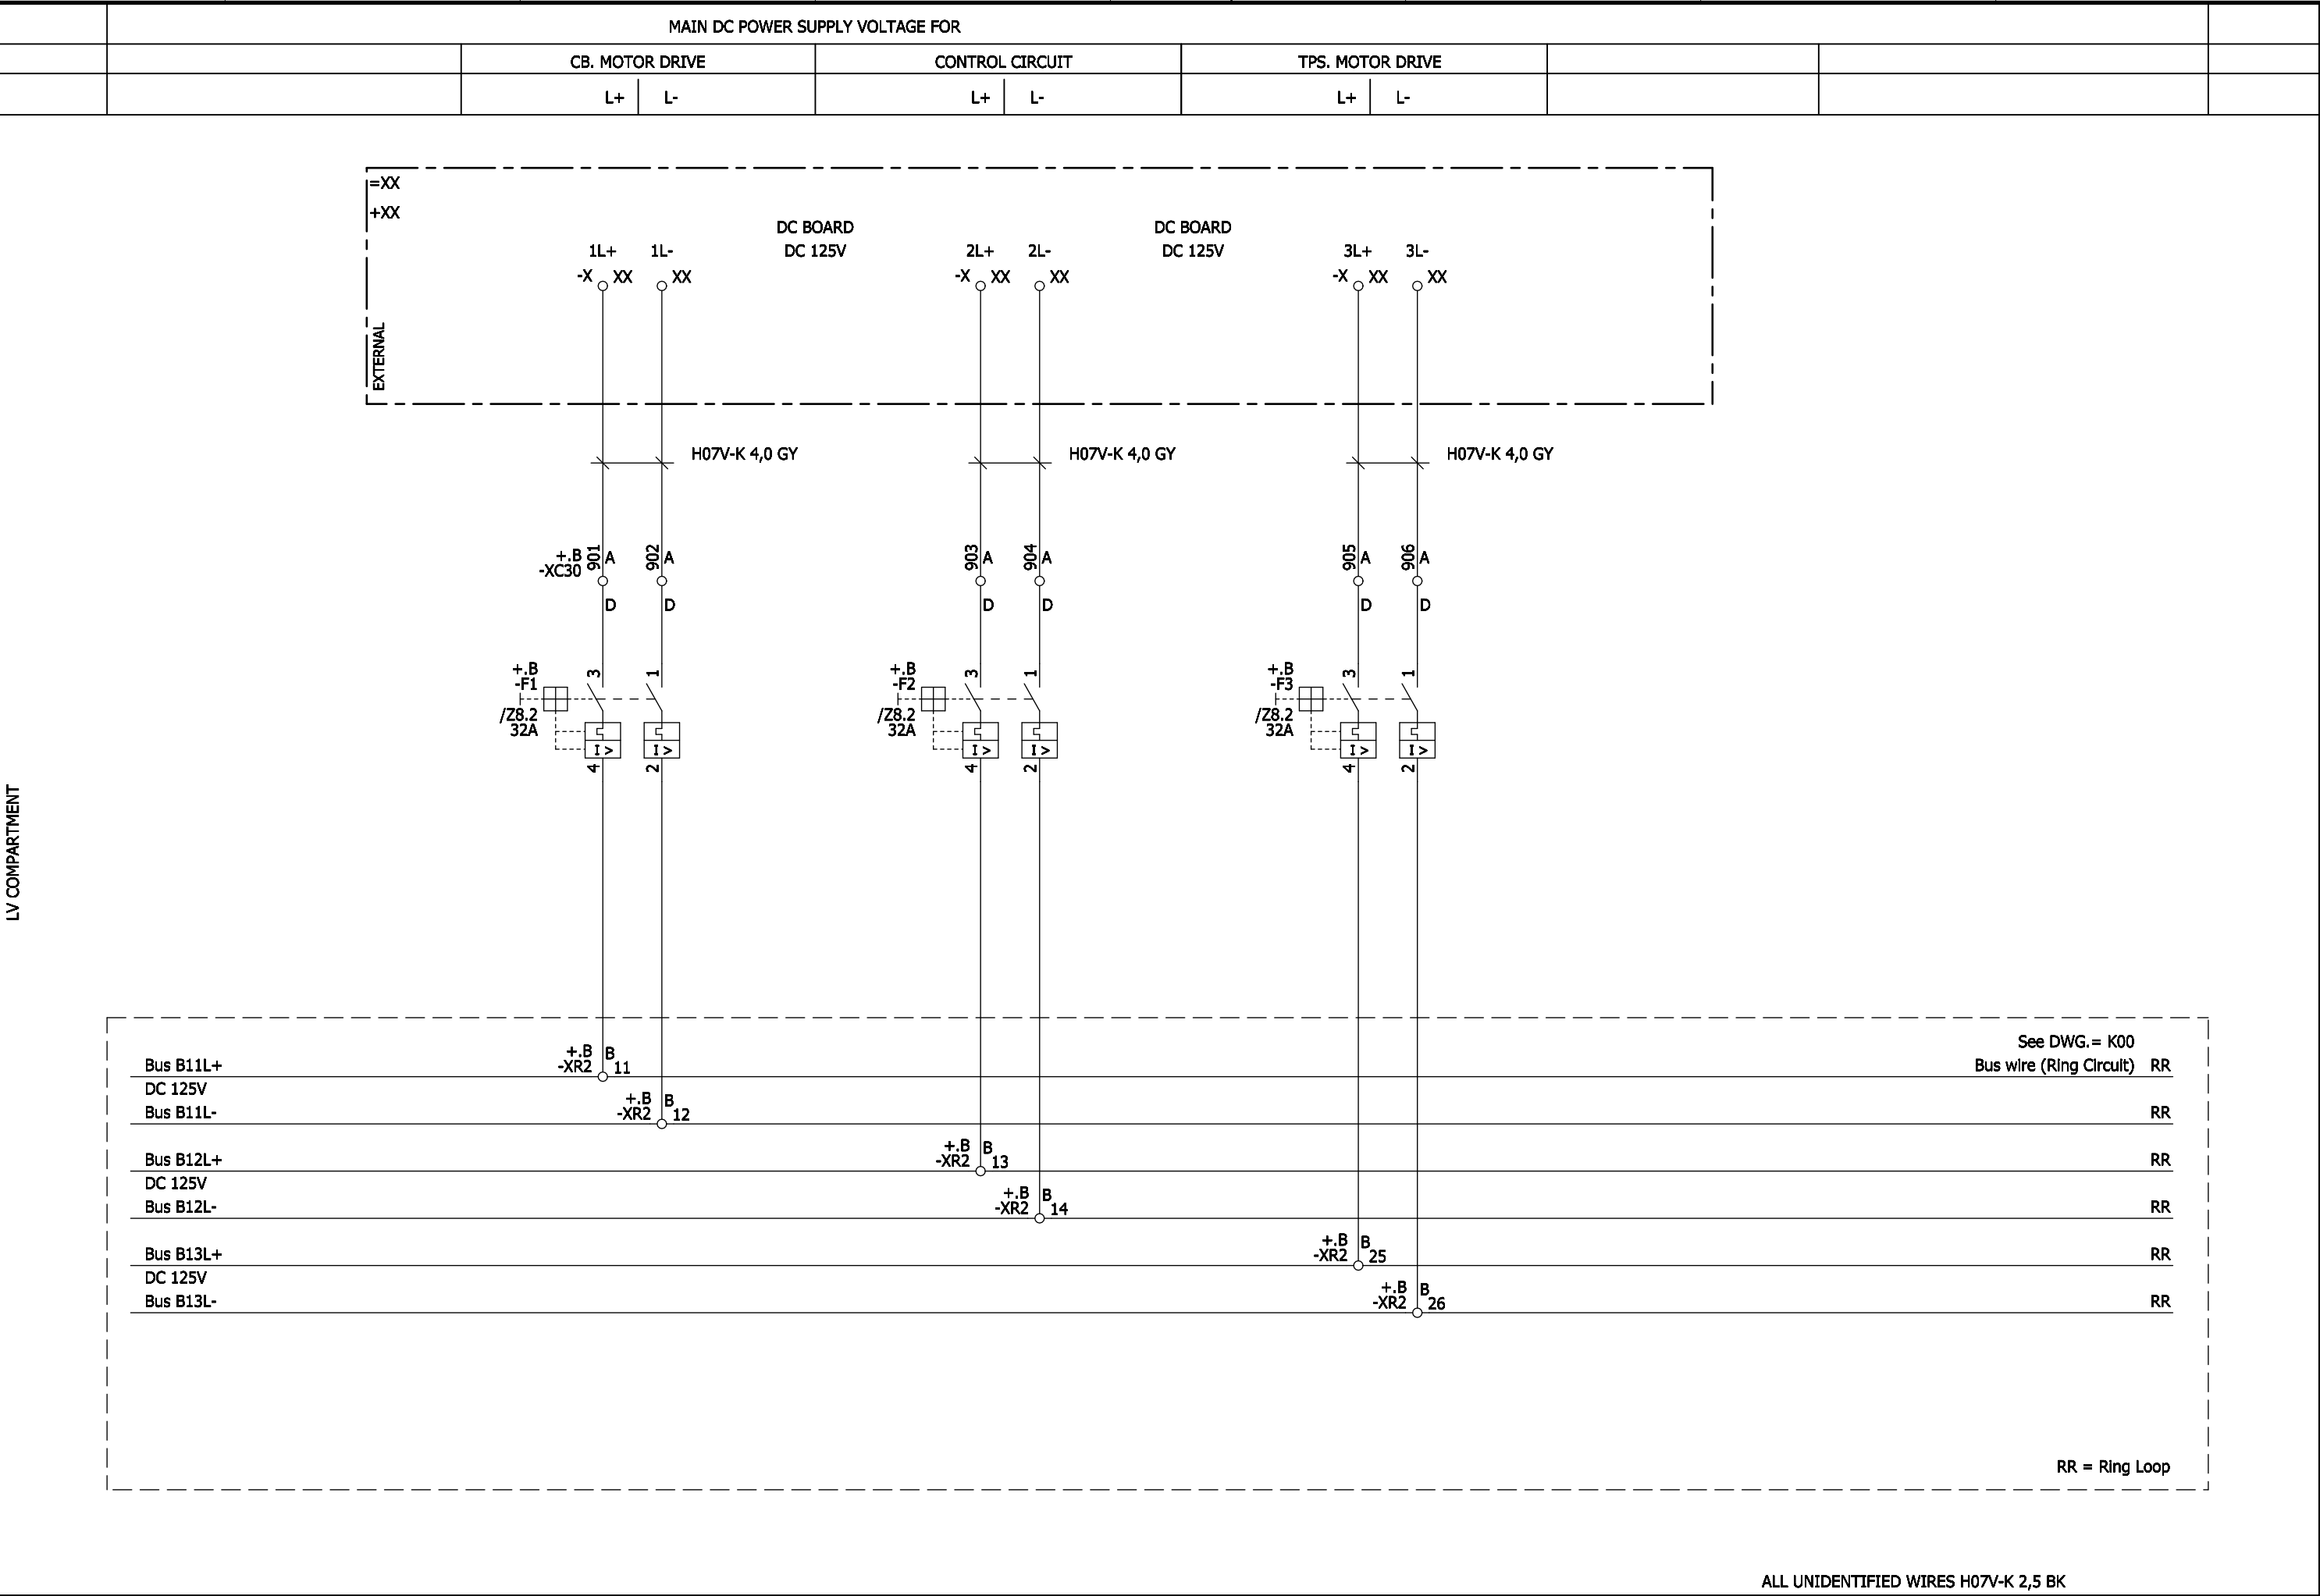 MAIN DC POWER SUPPLY VOLTAGE FOR
CB. MOTOR DRIVE CONTROL CIRCUIT TPS. MOTOR DRIVE
L+ L- L+ L- L+ L-
=XX
+XX
DC BOARD DC BOARD
1L+ 1L- DC 125V 2L+ 2L- DC 125V 3L+ 3L-
-X XX XX -X XX XX -X XX XX
EXTERNAL
H07V-K 4,0 GY H07V-K 4,0 GY H07V-K 4,0 GY
+.B 901 A 902 A 903 A 904 A 905 A 906 A
-XC30
D D D D D D
+.B 3 1 +.B 3 1 +.B 3 1
-F1 -F2 -F3
/Z8.2 /Z8.2 /Z8.2
32A 32A 32A
I > I > I > I > I > I >
4 2 4 2 4 2
LV COMPARTMENT
See DWG.= K00
+.B B
Bus B11L+ -XR2 11 Bus wire (Ring Circuit) RR
DC 125V
+.B B
Bus B11L- -XR2 12 RR
+.B B
Bus B12L+ -XR2 13 RR
DC 125V
+.B B
Bus B12L- -XR2 14 RR
+.B B
Bus B13L+ -XR2 25 RR
DC 125V
+.B B
Bus B13L- -XR2 26 RR
RR = Ring Loop
ALL UNIDENTIFIED WIRES H07V-K 2,5 BK